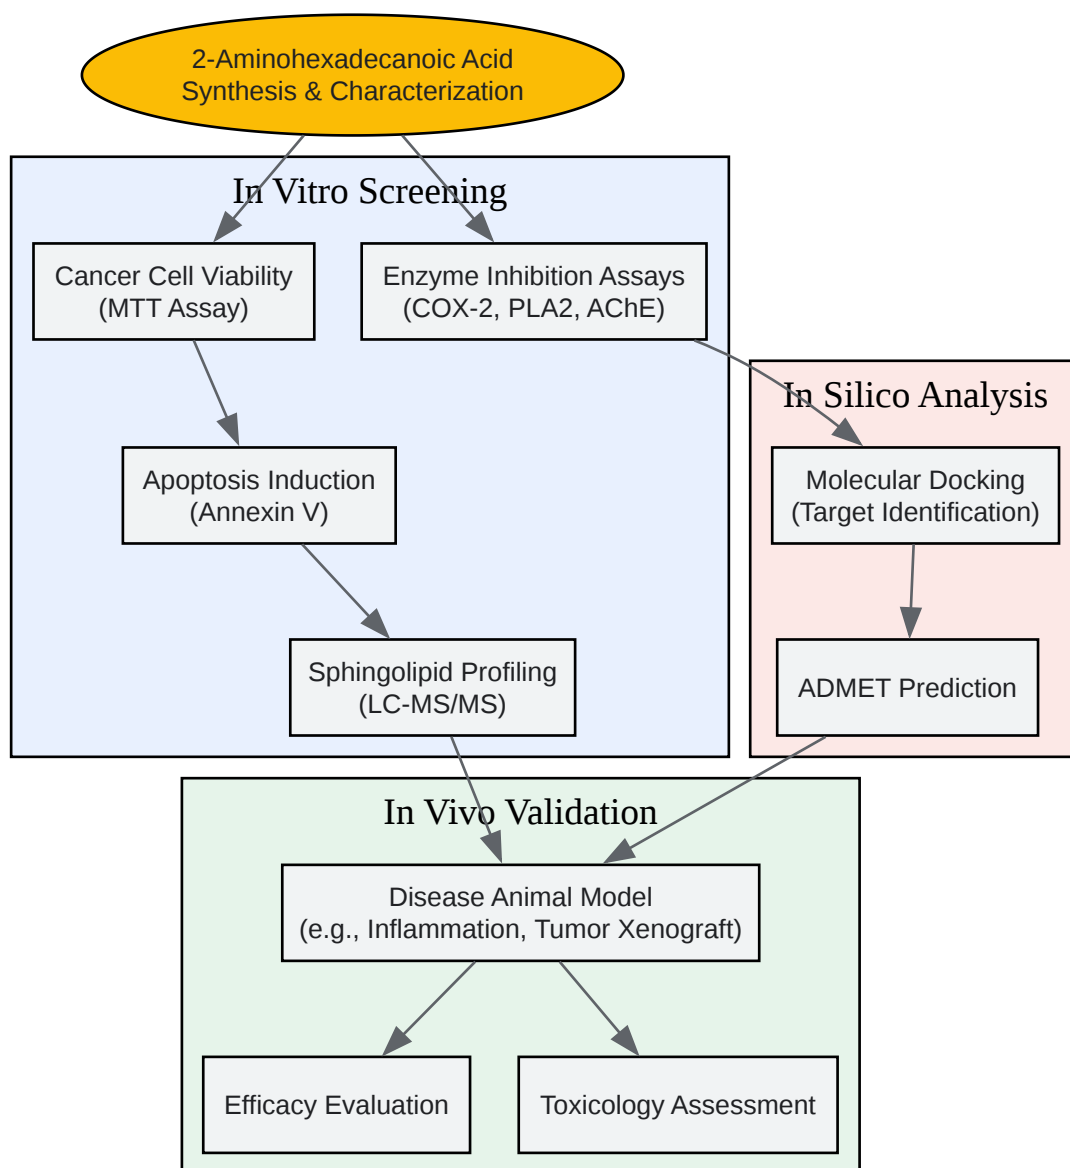 2-Aminohexadecanoic Acid
Synthesis & Characterization
In Vitro Screening
Cancer Cell Viability
(MTT Assay)
Enzyme Inhibition Assays
(COX-2, PLA2, AChE)
In Silico Analysis
Apoptosis Induction
(Annexin V)
Molecular Docking
(Target Identification)
Sphingolipid Profiling
(LC-MS/MS)
ADMET Prediction
In Vivo Validation
Disease Animal Model
(e.g., Inflammation, Tumor Xenograft)
Efficacy Evaluation
Toxicology Assessment